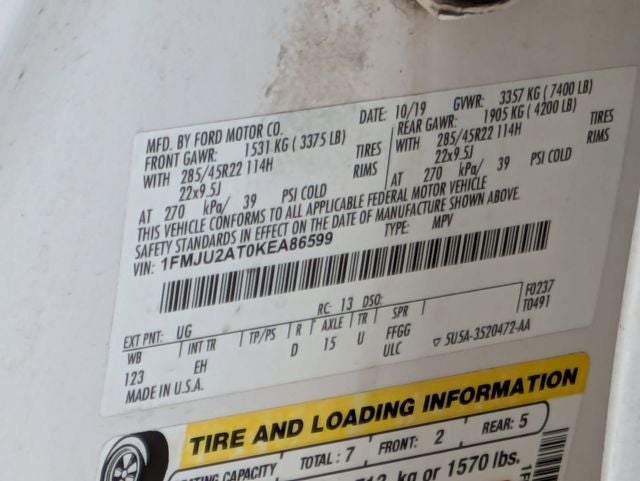 MFD. BY FORD MOTOR CO.
DATE: 10/19 GVWR: 3357 KG (7400 LB)
FRONT GAWR: 1531 KG (3375 LB) REAR GAWR: 1905 KG (4200 LB)
WITH 285/45R22 114H TIRES WITH 285/45R22 114H TIRES
22x9.5J RIMS 22x9.5J RIMS
AT 270 kPa/ 39 PSI COLD AT 270 kPa/ 39 PSI COLD
THIS VEHICLE CONFORMS TO ALL APPLICABLE FEDERAL MOTOR VEHICLE
SAFETY STANDARDS IN EFFECT ON THE DATE OF MANUFACTURE SHOWN ABOVE.
VIN: 1FMJU2AT0KEA86599 TYPE: MPV
F0237
T0491
EXT PNT: UG RC: 13 DSO:
WB INT TR TP/PS R AXLE TR SPR
123 EH D 15 U FFGG
ULC ▽ 5U5A-3520472-AA
MADE IN U.S.A.
TIRE AND LOADING INFORMATION
CAPACITY TOTAL: 7 FRONT: 2 REAR: 5
kg or 1570 lbs.